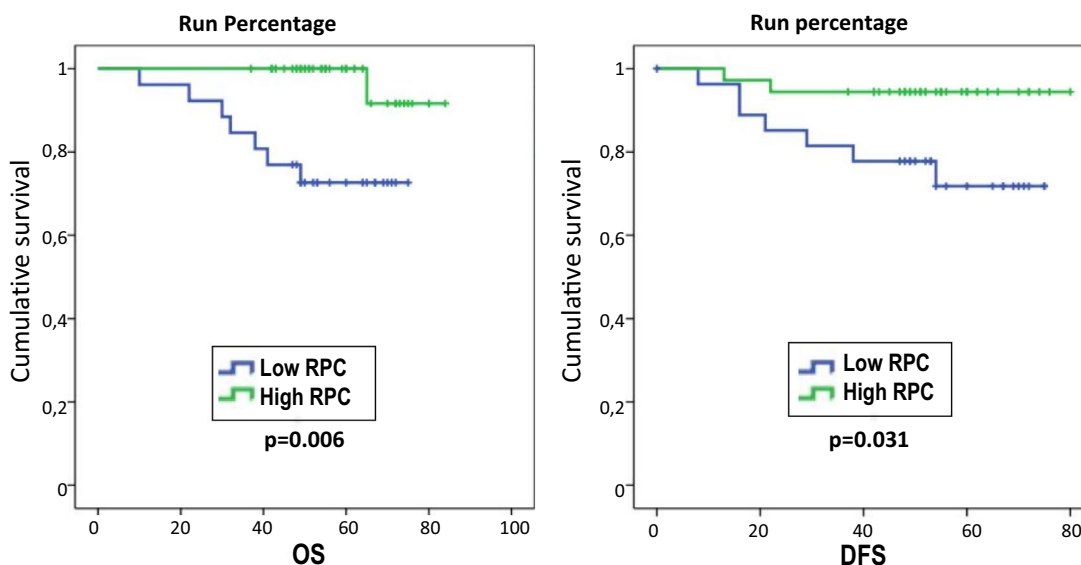 Run Percentage
Cumulative survival
1
0,8
0,6
0,4
0,2
0
Low RPC
High RPC
p=0.006
0 20 40 60 80 100
OS
Run percentage
Cumulative survival
1
0,8
0,6
0,4
0,2
0
Low RPC
High RPC
p=0.031
0 20 40 60 80
DFS